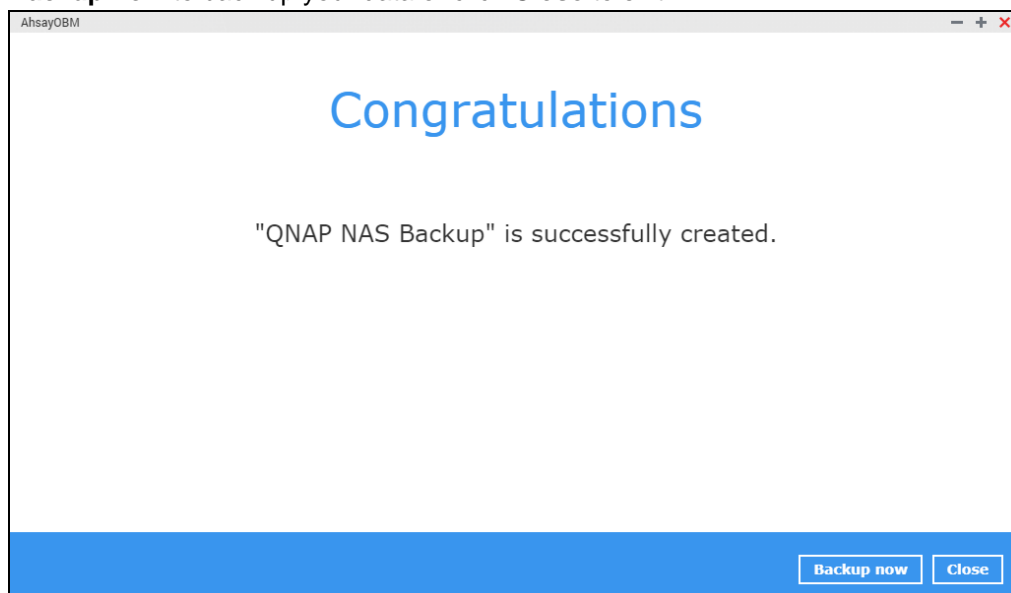 AhsayOBM
Congratulations
"QNAP NAS Backup" is successfully created.
Backup now Close